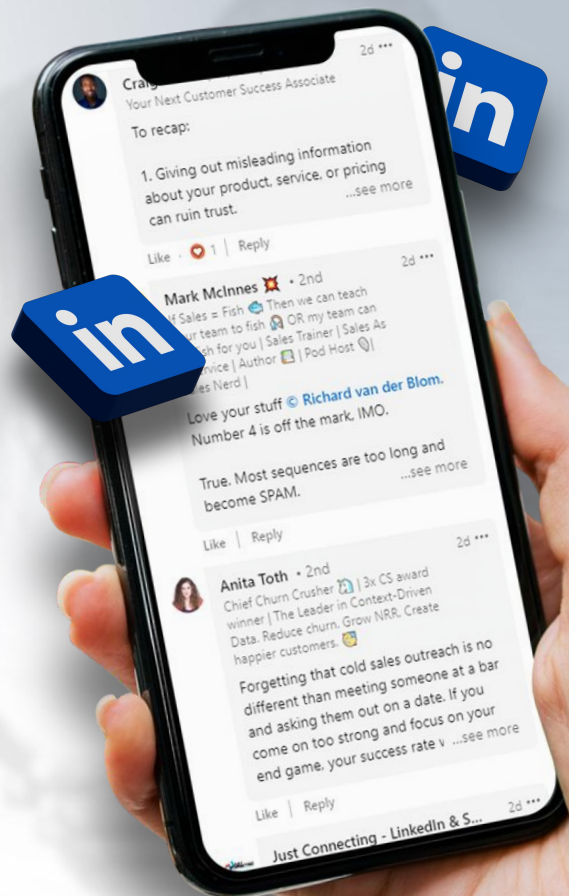 Craig
2d
Your Next Customer Success Associate
To recap:
1. Giving out misleading information
about your product, service, or pricing
can ruin trust.
...see more
Like · 1 | Reply
Mark McInnes 💥 • 2nd
2d
If Sales = Fish 🐟 Then we can teach
your team to fish OR my team can
fish for you | Sales Trainer | Sales As
Service | Author | Pod Host |
Sales Nerd |
Love your stuff © Richard van der Blom.
Number 4 is off the mark, IMO.
True. Most sequences are too long and
become SPAM.
...see more
Like | Reply
Anita Toth • 2nd
2d
Chief Churn Crusher | 3x CS award
winner | The Leader in Context-Driven
Data. Reduce churn. Grow NRR. Create
happier customers.
Forgetting that cold sales outreach is no
different than meeting someone at a bar
and asking them out on a date. If you
come on too strong and focus on your
end game, your success rate ...see more
Like | Reply
Just Connecting - LinkedIn & S...
2d
in
in